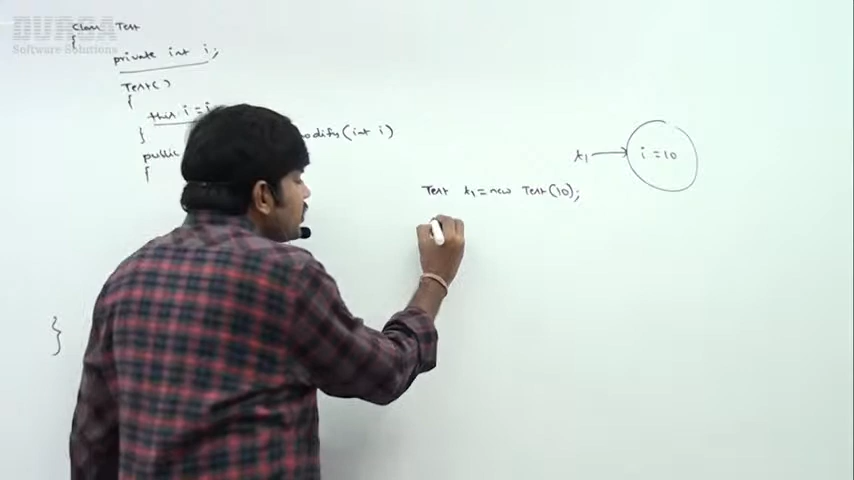 DURGA
Software Solutions
class Test
{
private int i;
Test( )
{
this i = i
}
public modify(int i)
{
}
t1 → i = 10
Test t1 = new Test(10);